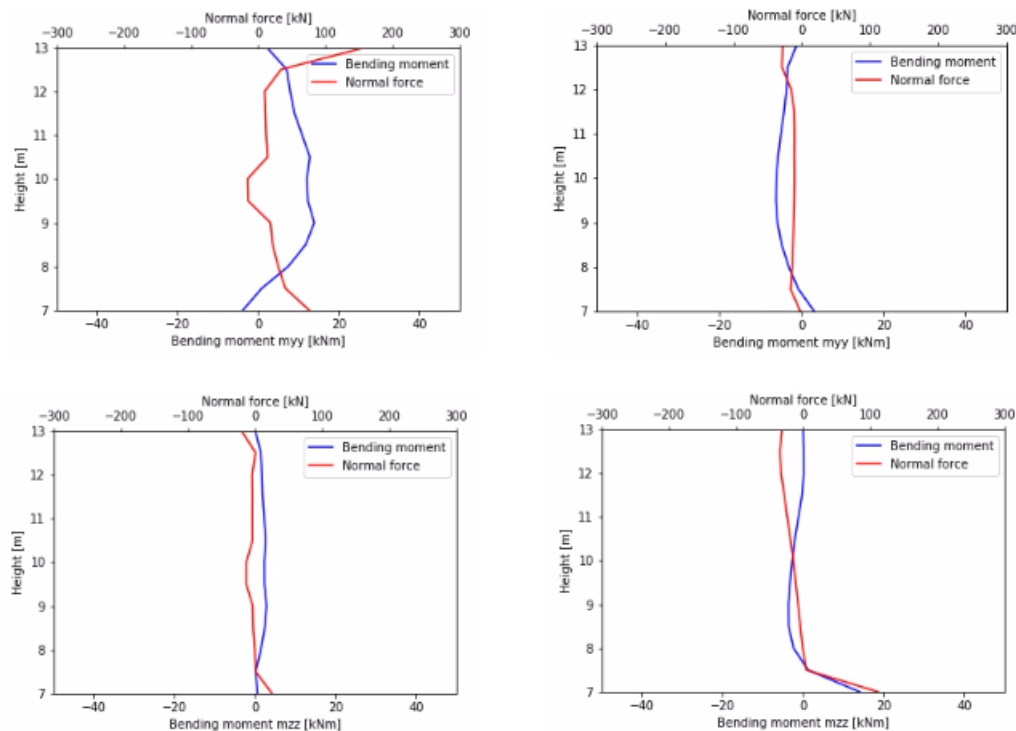 Normal force [kN]
−300 −200 −100 0 100 200 300
13
12
11
10
9
8
7
Height [m]
Bending moment
Normal force
−40 −20 0 20 40
Bending moment myy [kNm]
Normal force [kN]
−300 −200 −100 0 100 200 300
13
12
11
10
9
8
7
Height [m]
Bending moment
Normal force
−40 −20 0 20 40
Bending moment myy [kNm]
Normal force [kN]
−300 −200 −100 0 100 200 300
13
12
11
10
9
8
7
Height [m]
Bending moment
Normal force
−40 −20 0 20 40
Bending moment mzz [kNm]
Normal force [kN]
−300 −200 −100 0 100 200 300
13
12
11
10
9
8
7
Height [m]
Bending moment
Normal force
−40 −20 0 20 40
Bending moment mzz [kNm]